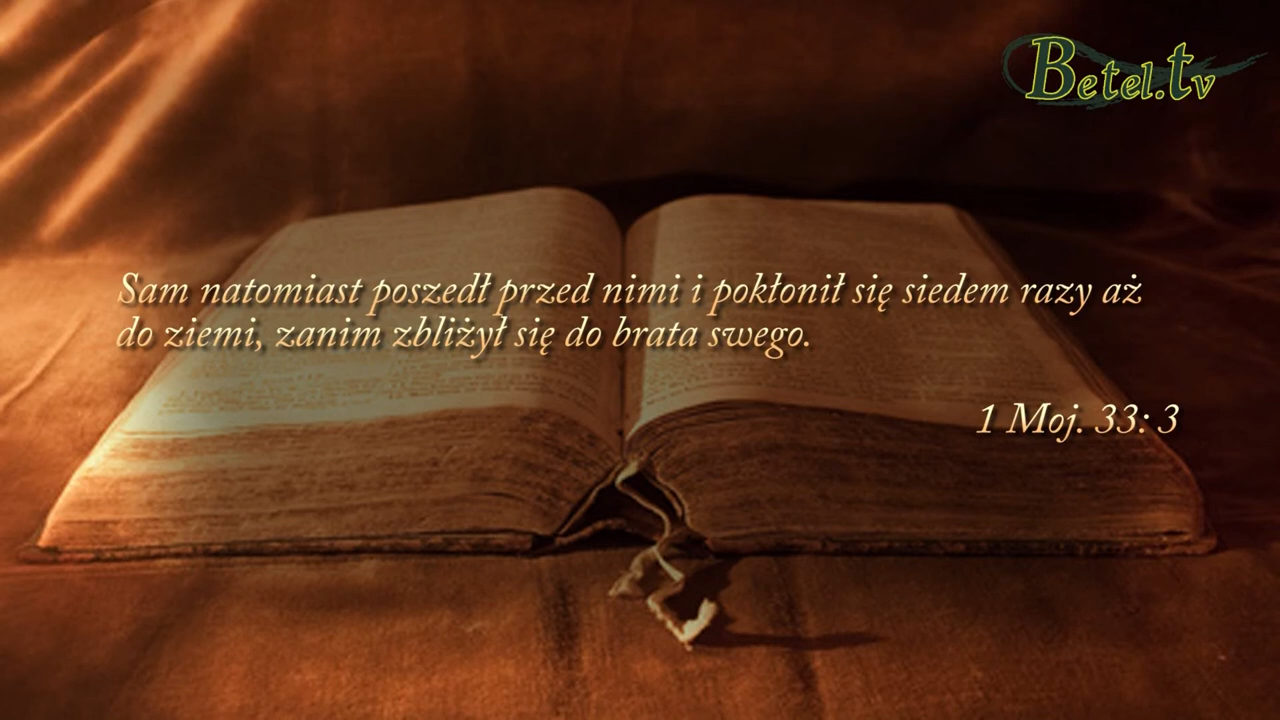 Betel.tv
Sam natomiast poszedł przed nimi i pokłonił się siedem razy aż
do ziemi, zanim zbliżył się do brata swego.
1 Moj. 33: 3